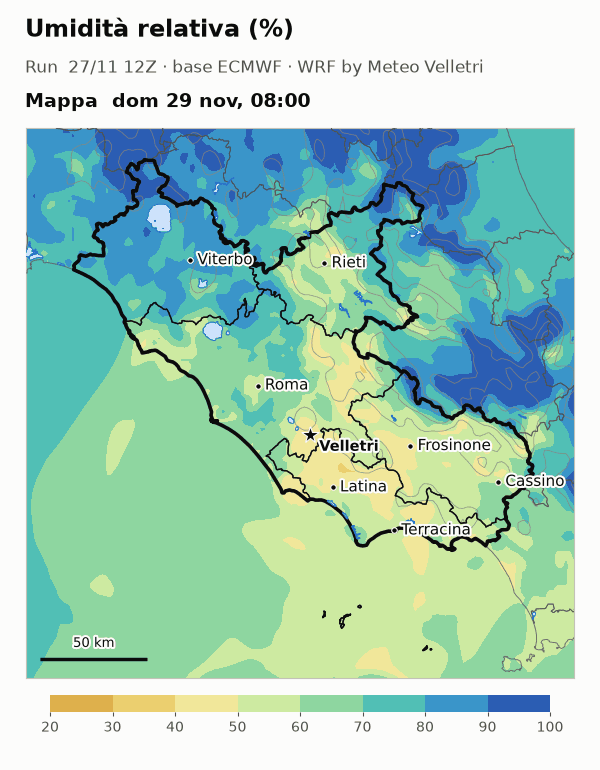 Umidità relativa (%)
Run  27/11 12Z · base ECMWF · WRF by Meteo Velletri
Mappa  dom 29 nov, 08:00
Viterbo
Rieti
Roma
Velletri
Frosinone
Latina
Cassino
Terracina
50 km
20 30 40 50 60 70 80 90 100